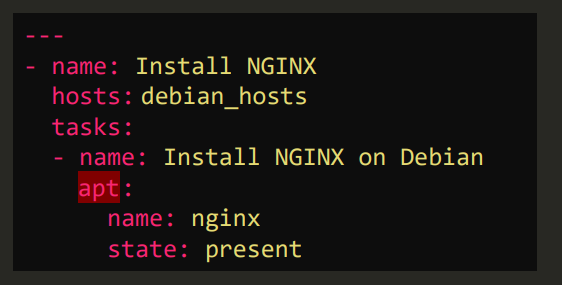 ---
- name: Install NGINX
  hosts: debian_hosts
  tasks:
  - name: Install NGINX on Debian
    apt:
      name: nginx
      state: present